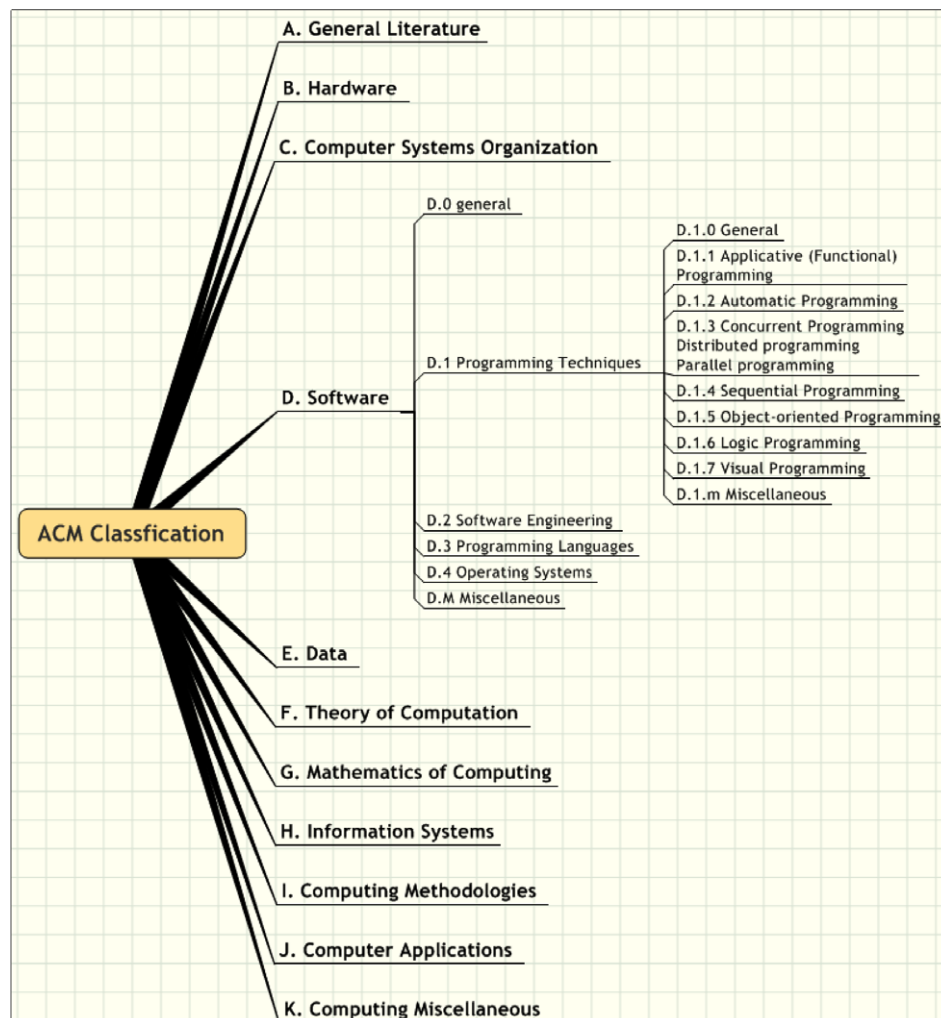 A. General Literature
B. Hardware
C. Computer Systems Organization
D.0 general
D.1.0 General
D.1.1 Applicative (Functional)
Programming
D.1.2 Automatic Programming
D.1.3 Concurrent Programming
Distributed programming
Parallel programming
D.1 Programming Techniques
D.1.4 Sequential Programming
D. Software
D.1.5 Object-oriented Programming
D.1.6 Logic Programming
D.1.7 Visual Programming
D.1.m Miscellaneous
D.2 Software Engineering
ACM Classfication
D.3 Programming Languages
D.4 Operating Systems
D.M Miscellaneous
E. Data
F. Theory of Computation
G. Mathematics of Computing
H. Information Systems
I. Computing Methodologies
J. Computer Applications
K. Computing Miscellaneous